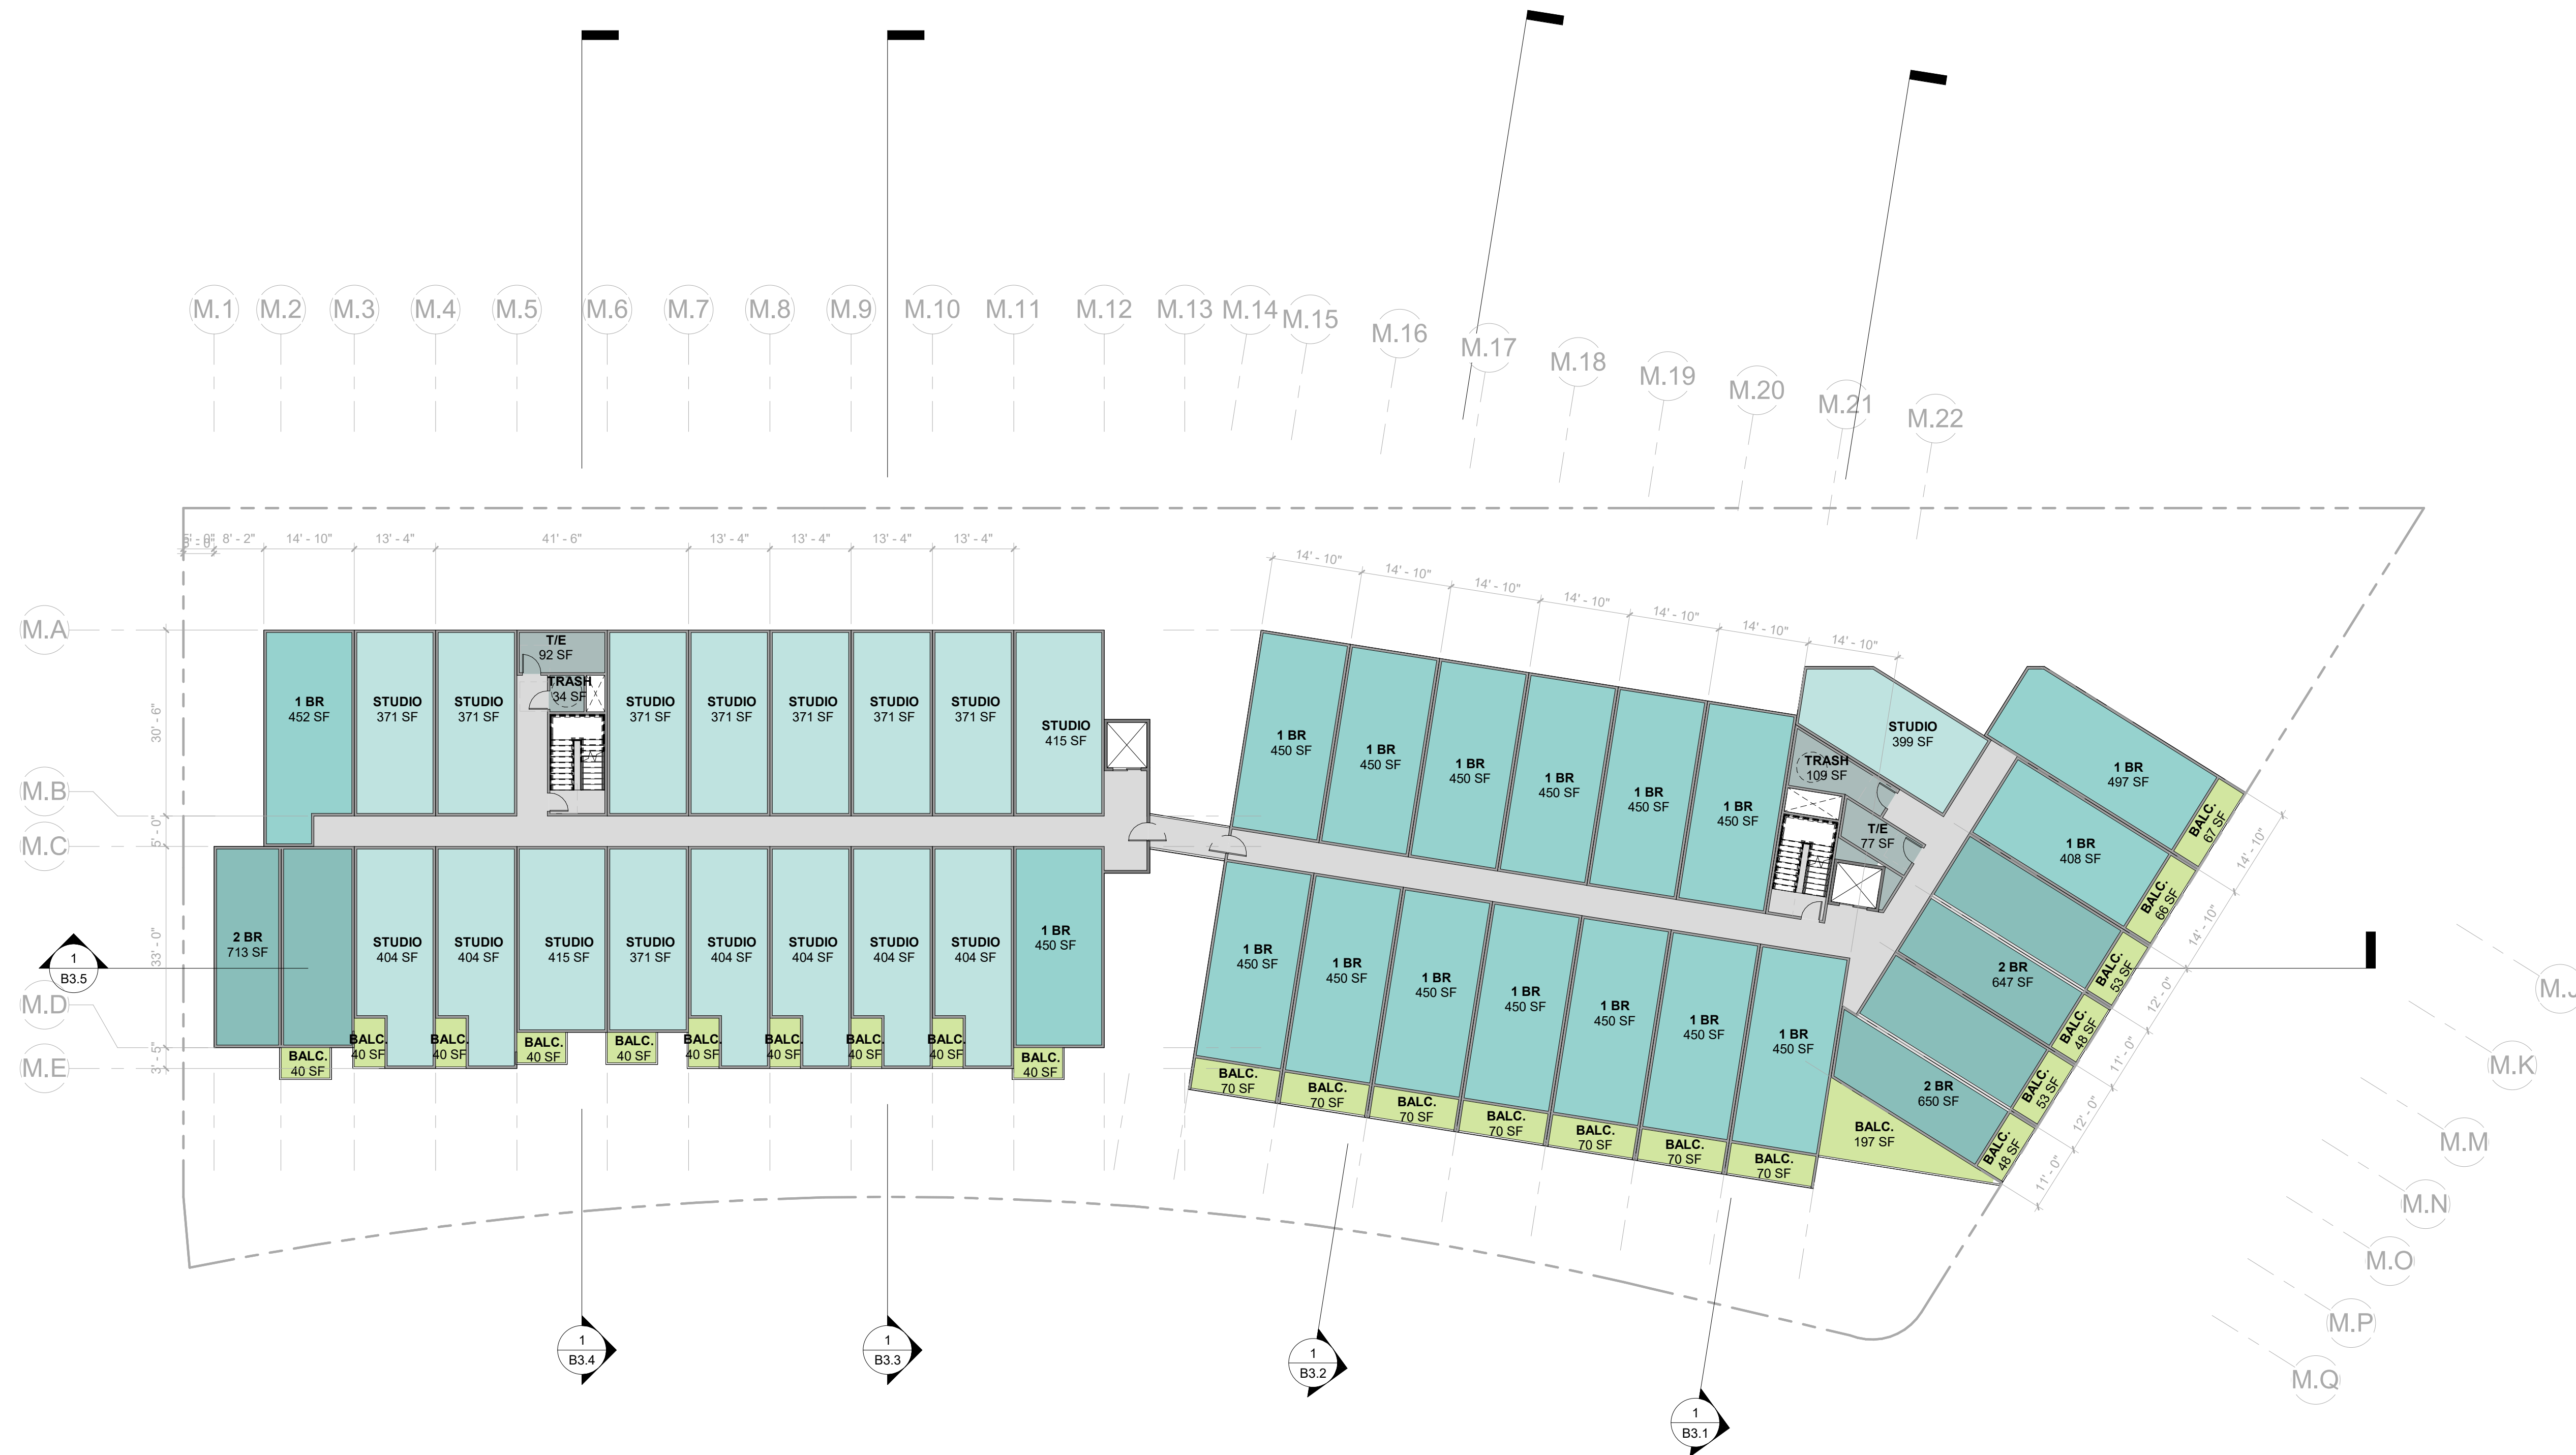 M.1
M.2
M.3
M.4
M.5
M.6
M.7
M.8
M.9
M.10
M.11
M.12
M.13
M.14
M.15
M.16
M.17
M.18
M.19
M.20
M.21
M.22
8' - 2"
14' - 10"
13' - 4"
41' - 6"
13' - 4"
13' - 4"
13' - 4"
13' - 4"
14' - 10"
14' - 10"
14' - 10"
14' - 10"
14' - 10"
14' - 10"
14' - 10"
M.A
M.B
M.C
M.D
M.E
30' - 6"
5' - 0"
33' - 0"
3' - 5"
1 BR
452 SF
STUDIO
371 SF
STUDIO
371 SF
T/E
92 SF
TRASH
34 SF
STUDIO
371 SF
STUDIO
371 SF
STUDIO
371 SF
STUDIO
371 SF
STUDIO
371 SF
STUDIO
415 SF
2 BR
713 SF
STUDIO
404 SF
STUDIO
404 SF
STUDIO
415 SF
STUDIO
371 SF
STUDIO
404 SF
STUDIO
404 SF
STUDIO
404 SF
STUDIO
404 SF
1 BR
450 SF
BALC.
40 SF
BALC.
40 SF
BALC.
40 SF
BALC.
40 SF
BALC.
40 SF
BALC.
40 SF
BALC.
40 SF
BALC.
40 SF
BALC.
40 SF
BALC.
40 SF
1 BR
450 SF
1 BR
450 SF
1 BR
450 SF
1 BR
450 SF
1 BR
450 SF
1 BR
450 SF
STUDIO
399 SF
TRASH
109 SF
T/E
77 SF
1 BR
497 SF
BALC.
67 SF
1 BR
408 SF
BALC.
66 SF
2 BR
647 SF
BALC.
53 SF
BALC.
48 SF
2 BR
650 SF
BALC.
53 SF
BALC.
48 SF
BALC.
197 SF
1 BR
450 SF
1 BR
450 SF
1 BR
450 SF
1 BR
450 SF
1 BR
450 SF
1 BR
450 SF
1 BR
450 SF
BALC.
70 SF
BALC.
70 SF
BALC.
70 SF
BALC.
70 SF
BALC.
70 SF
BALC.
70 SF
BALC.
70 SF
14' - 10"
14' - 10"
12' - 0"
11' - 0"
12' - 0"
11' - 0"
M.J
M.K
M.M
M.N
M.O
M.P
M.Q
1
B3.5
1
B3.4
1
B3.3
1
B3.2
1
B3.1